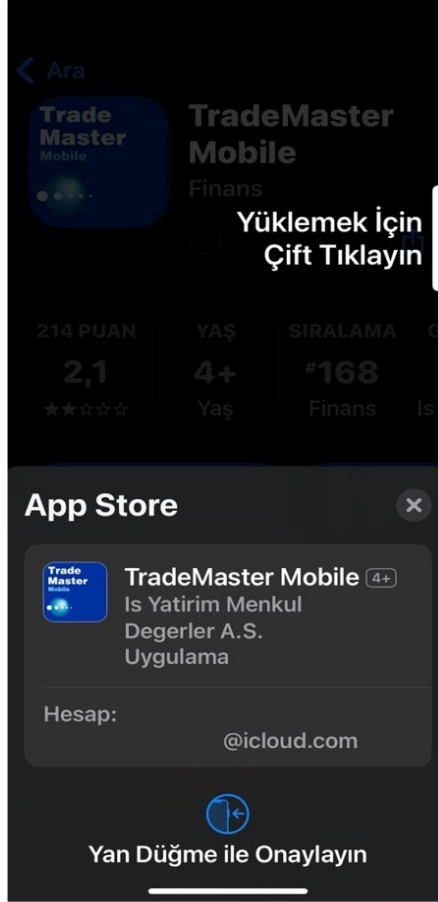 Ara
Trade
Master
Mobile
TradeMaster
Mobile
Finans
Yüklemek İçin
Çift Tıklayın
214 PUAN YAŞ SIRALAMA G
2,1 4+ #168
★★☆☆☆ Yaş Finans Is
App Store
Trade
Master
Mobile
TradeMaster Mobile 4+
Is Yatirim Menkul
Degerler A.S.
Uygulama
Hesap:
@icloud.com
Yan Düğme ile Onaylayın